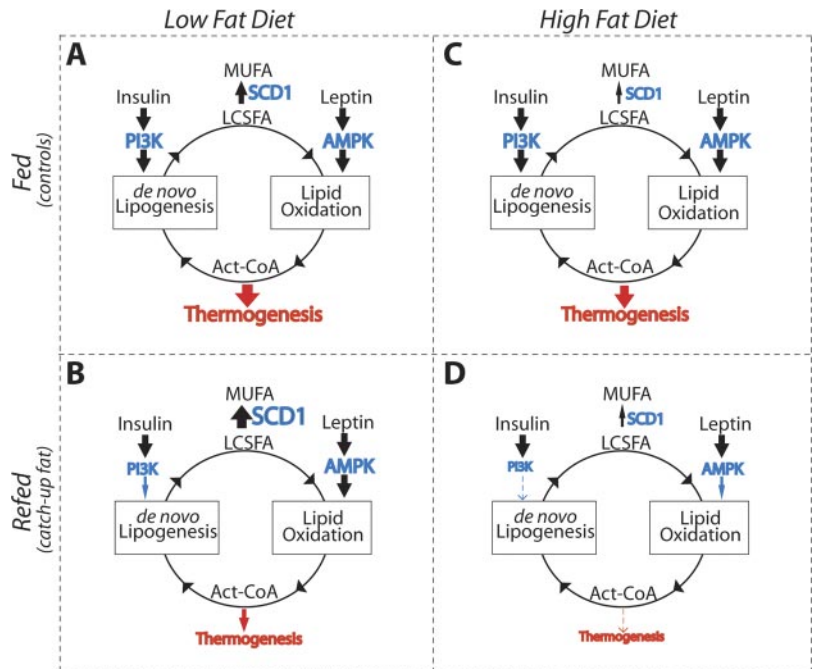 Low Fat Diet
High Fat Diet
Fed
(controls)
A
MUFA
SCD1
LCSFA
Insulin
PI3K
Leptin
AMPK
de novo
Lipogenesis
Lipid
Oxidation
Act-CoA
Thermogenesis
C
MUFA
SCD1
LCSFA
Insulin
PI3K
Leptin
AMPK
de novo
Lipogenesis
Lipid
Oxidation
Act-CoA
Thermogenesis
Refed
(catch-up fat)
B
MUFA
SCD1
LCSFA
Insulin
PI3K
Leptin
AMPK
de novo
Lipogenesis
Lipid
Oxidation
Act-CoA
Thermogenesis
D
MUFA
SCD1
LCSFA
Insulin
PI3K
Leptin
AMPK
de novo
Lipogenesis
Lipid
Oxidation
Act-CoA
Thermogenesis